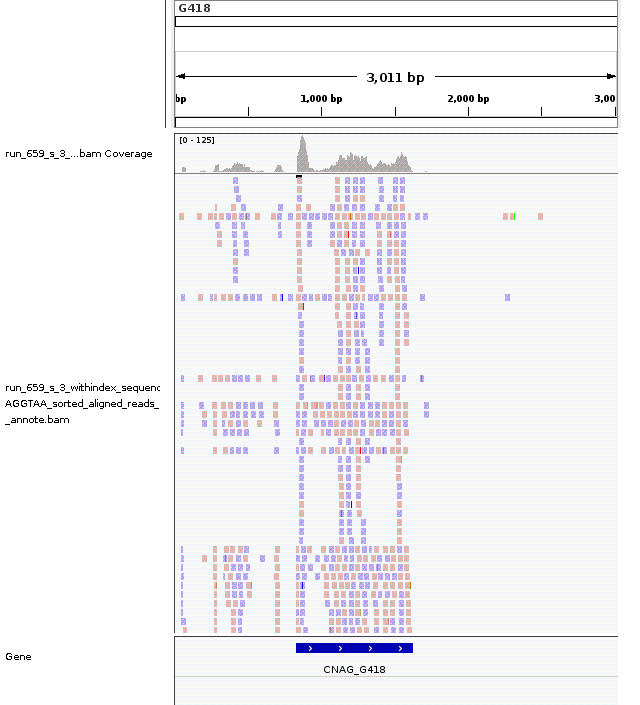 G418
3,011 bp
bp 1,000 bp 2,000 bp 3,00
[0 - 125]
run_659_s_3_...bam Coverage
run_659_s_3_withindex_sequenc
AGGTAA_sorted_aligned_reads_
_annote.bam
Gene
CNAG_G418